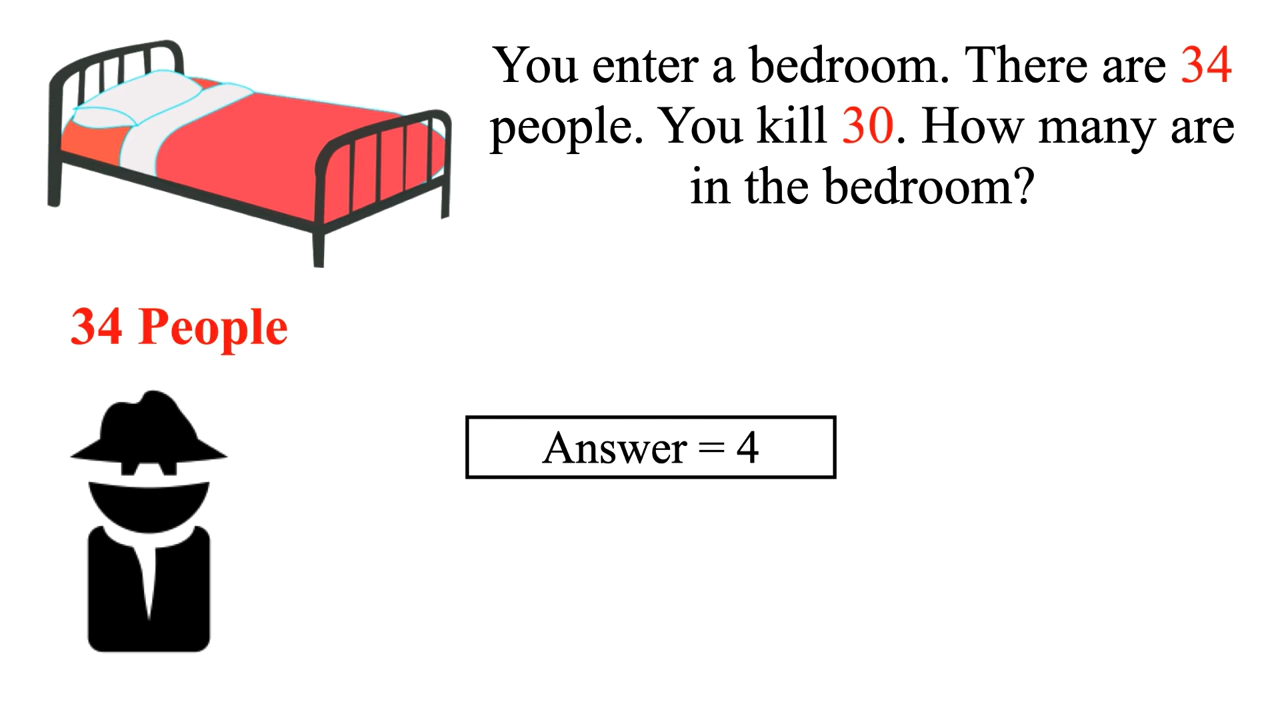 You enter a bedroom. There are 34
people. You kill 30. How many are
in the bedroom?
34 People
Answer = 4